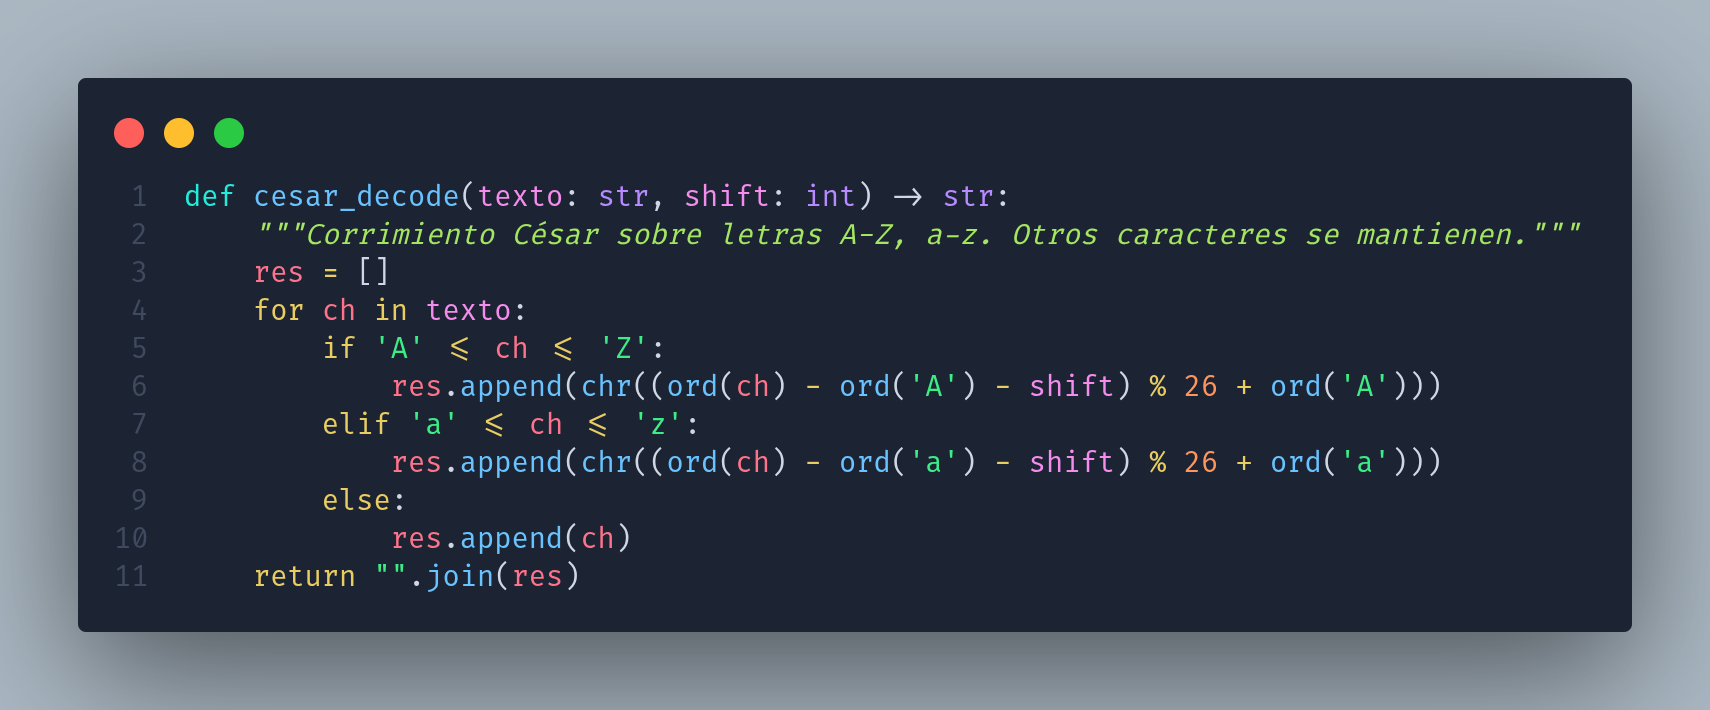 1 def cesar_decode(texto: str, shift: int) -> str:
2     """Corrimiento César sobre letras A-Z, a-z. Otros caracteres se mantienen."""
3     res = []
4     for ch in texto:
5         if 'A' <= ch <= 'Z':
6             res.append(chr((ord(ch) - ord('A') - shift) % 26 + ord('A')))
7         elif 'a' <= ch <= 'z':
8             res.append(chr((ord(ch) - ord('a') - shift) % 26 + ord('a')))
9         else:
10             res.append(ch)
11     return "".join(res)